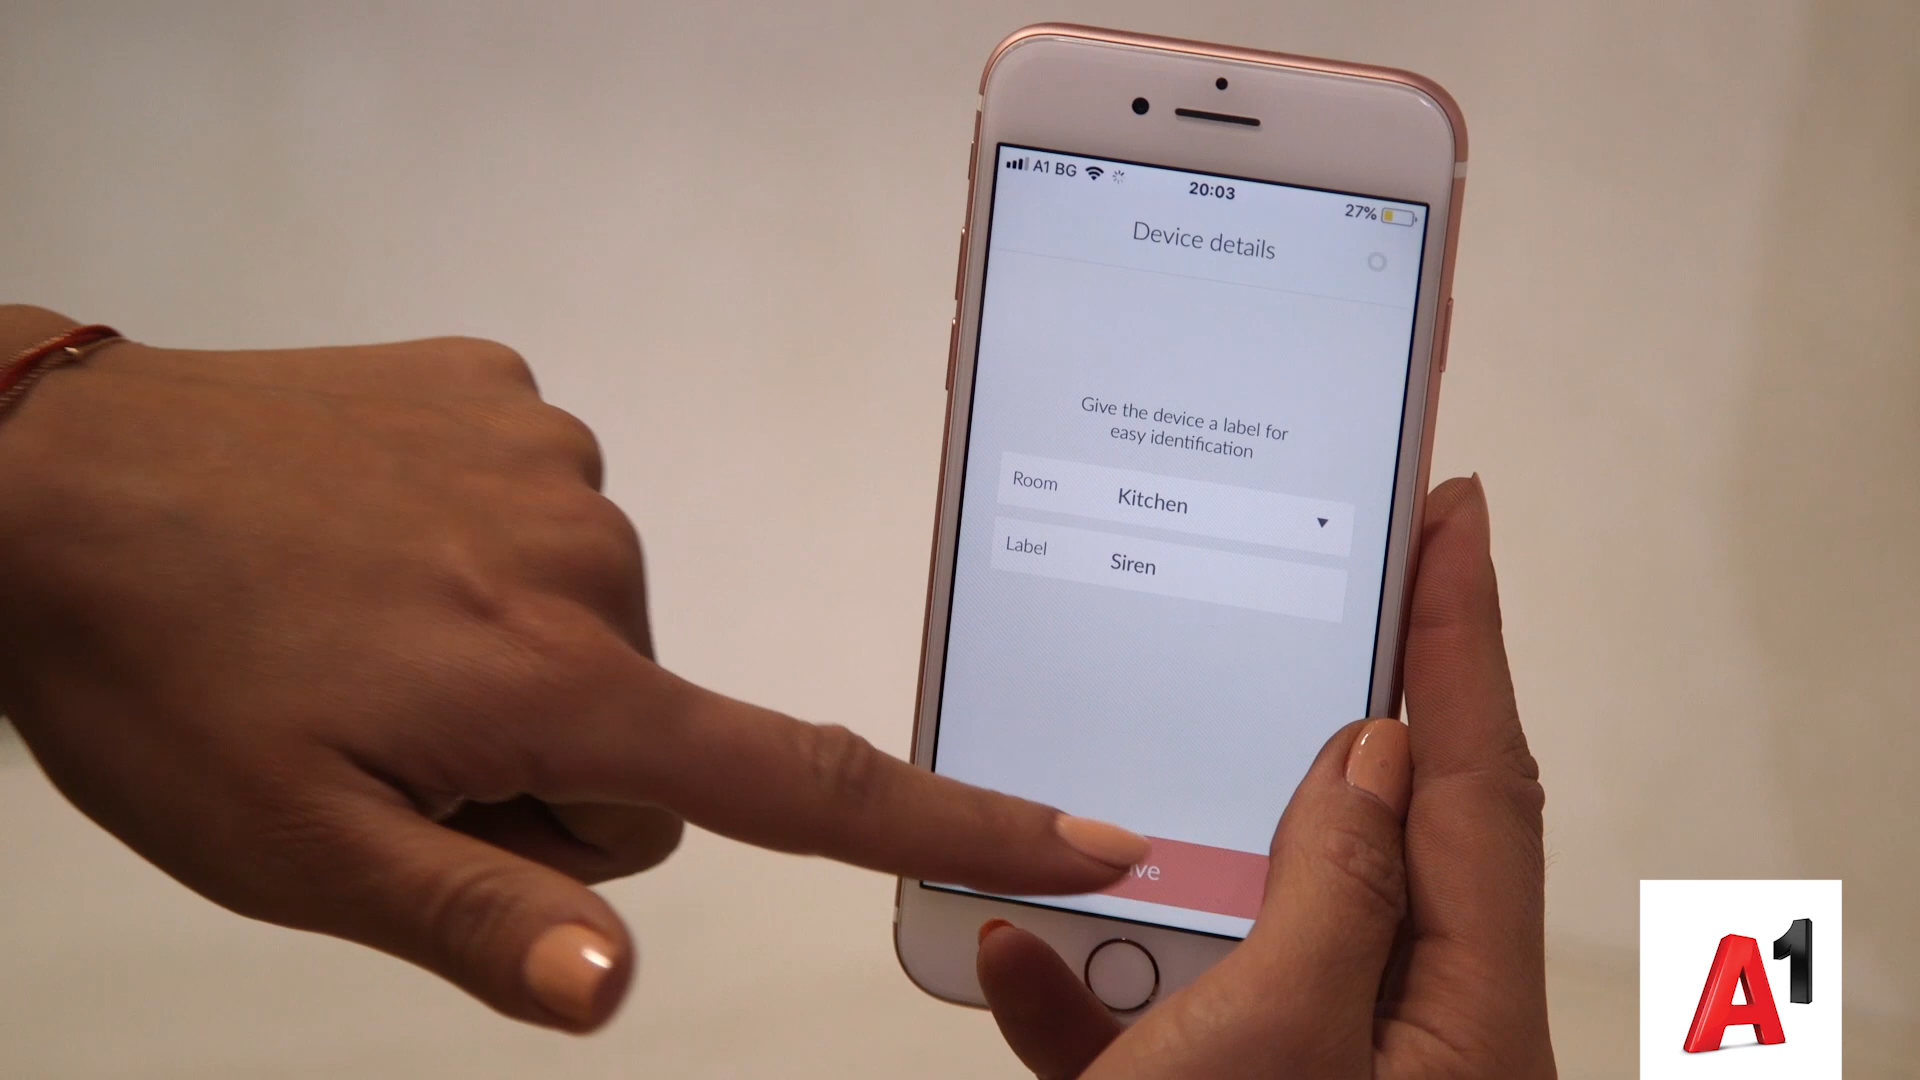 A1 BG
20:03
27%
Device details
Give the device a label for
easy identification
Room Kitchen
Label Siren
A1